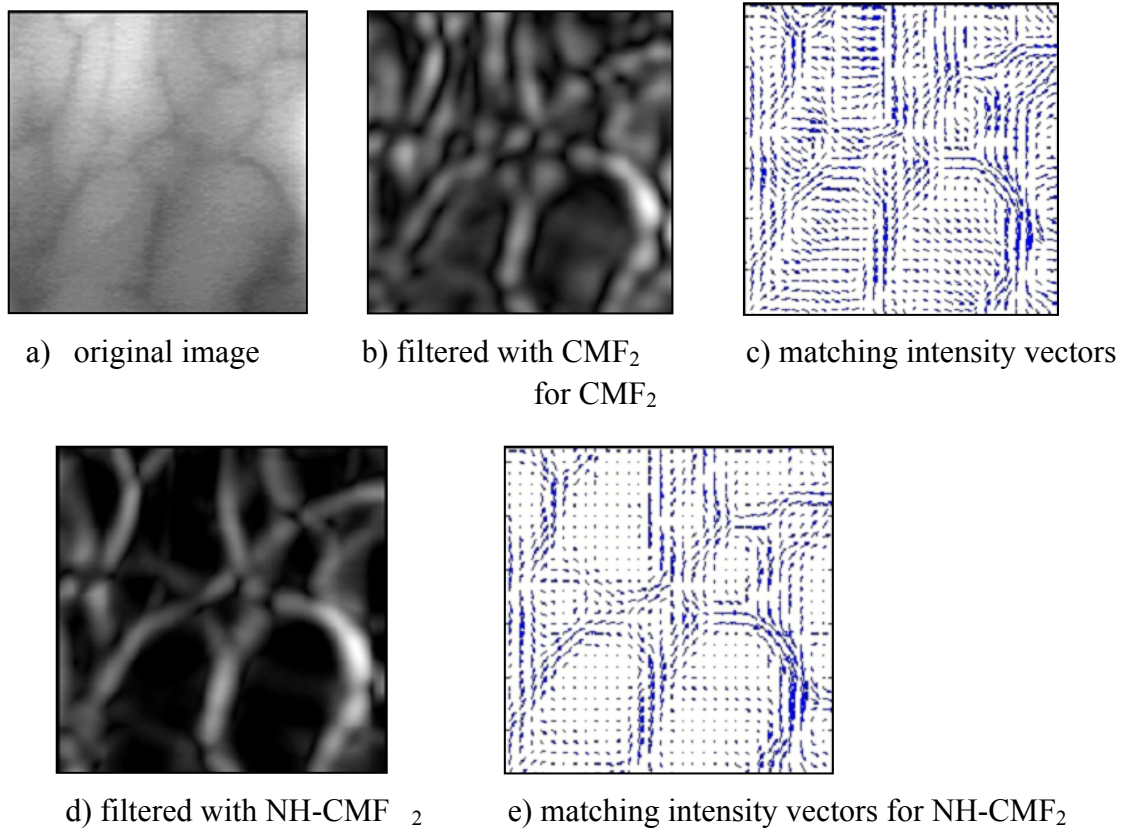 a) original image
b) filtered with CMF₂
c) matching intensity vectors
for CMF₂
d) filtered with NH-CMF ₂
e) matching intensity vectors for NH-CMF₂